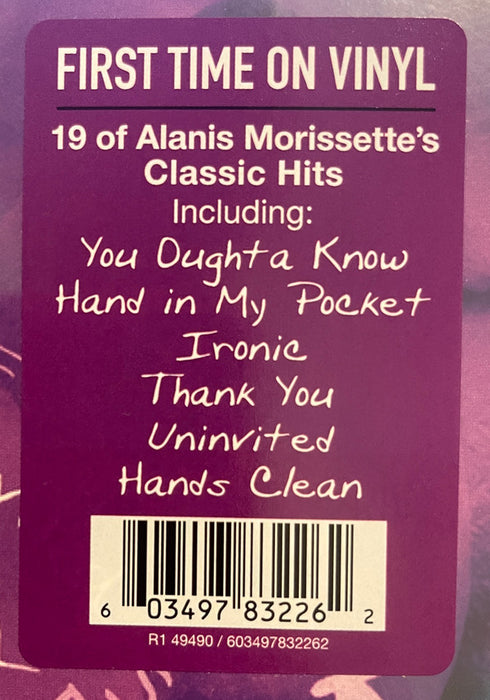 FIRST TIME ON VINYL
19 of Alanis Morissette's
Classic Hits
Including:
You Oughta Know
Hand in My Pocket
Ironic
Thank You
Uninvited
Hands Clean
6 03497 83226 2
R1 49490 / 603497832262